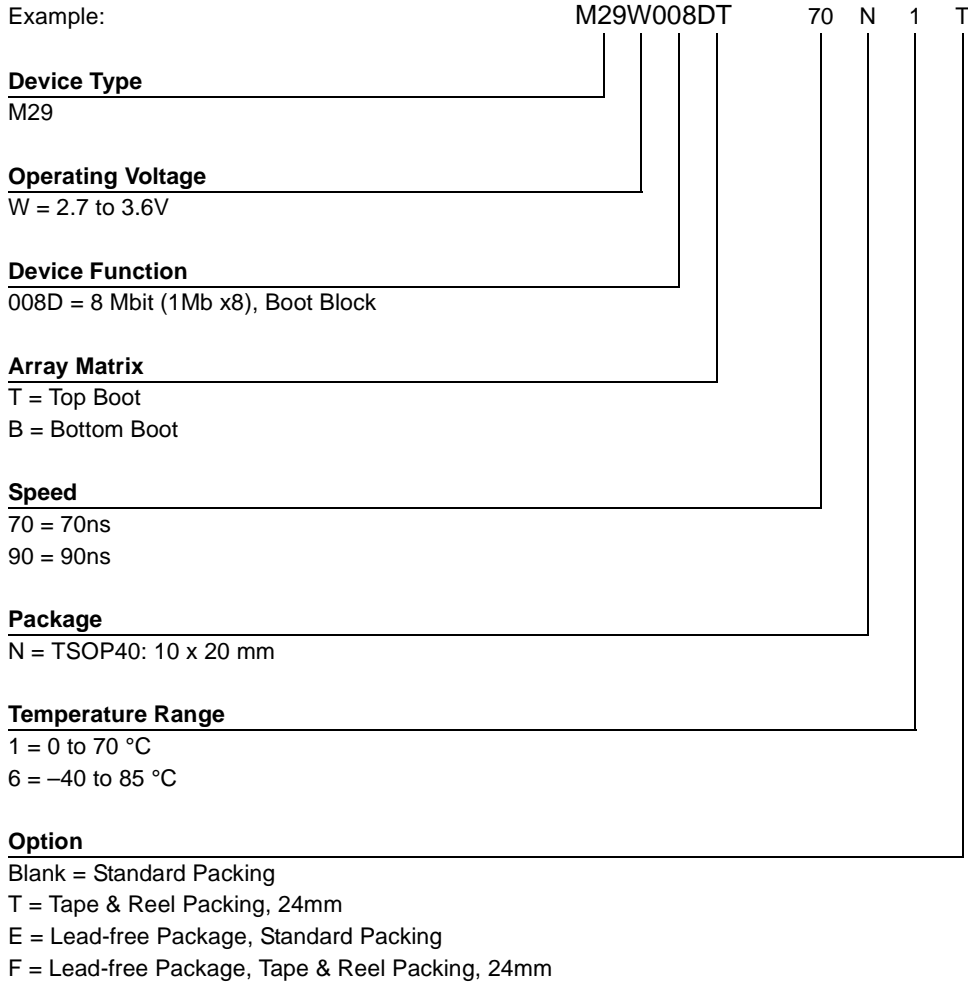 Example: M29W008DT 70 N 1 T
Device Type
M29
Operating Voltage
W = 2.7 to 3.6V
Device Function
008D = 8 Mbit (1Mb x8), Boot Block
Array Matrix
T = Top Boot
B = Bottom Boot
Speed
70 = 70ns
90 = 90ns
Package
N = TSOP40: 10 x 20 mm
Temperature Range
1 = 0 to 70 °C
6 = –40 to 85 °C
Option
Blank = Standard Packing
T = Tape & Reel Packing, 24mm
E = Lead-free Package, Standard Packing
F = Lead-free Package, Tape & Reel Packing, 24mm